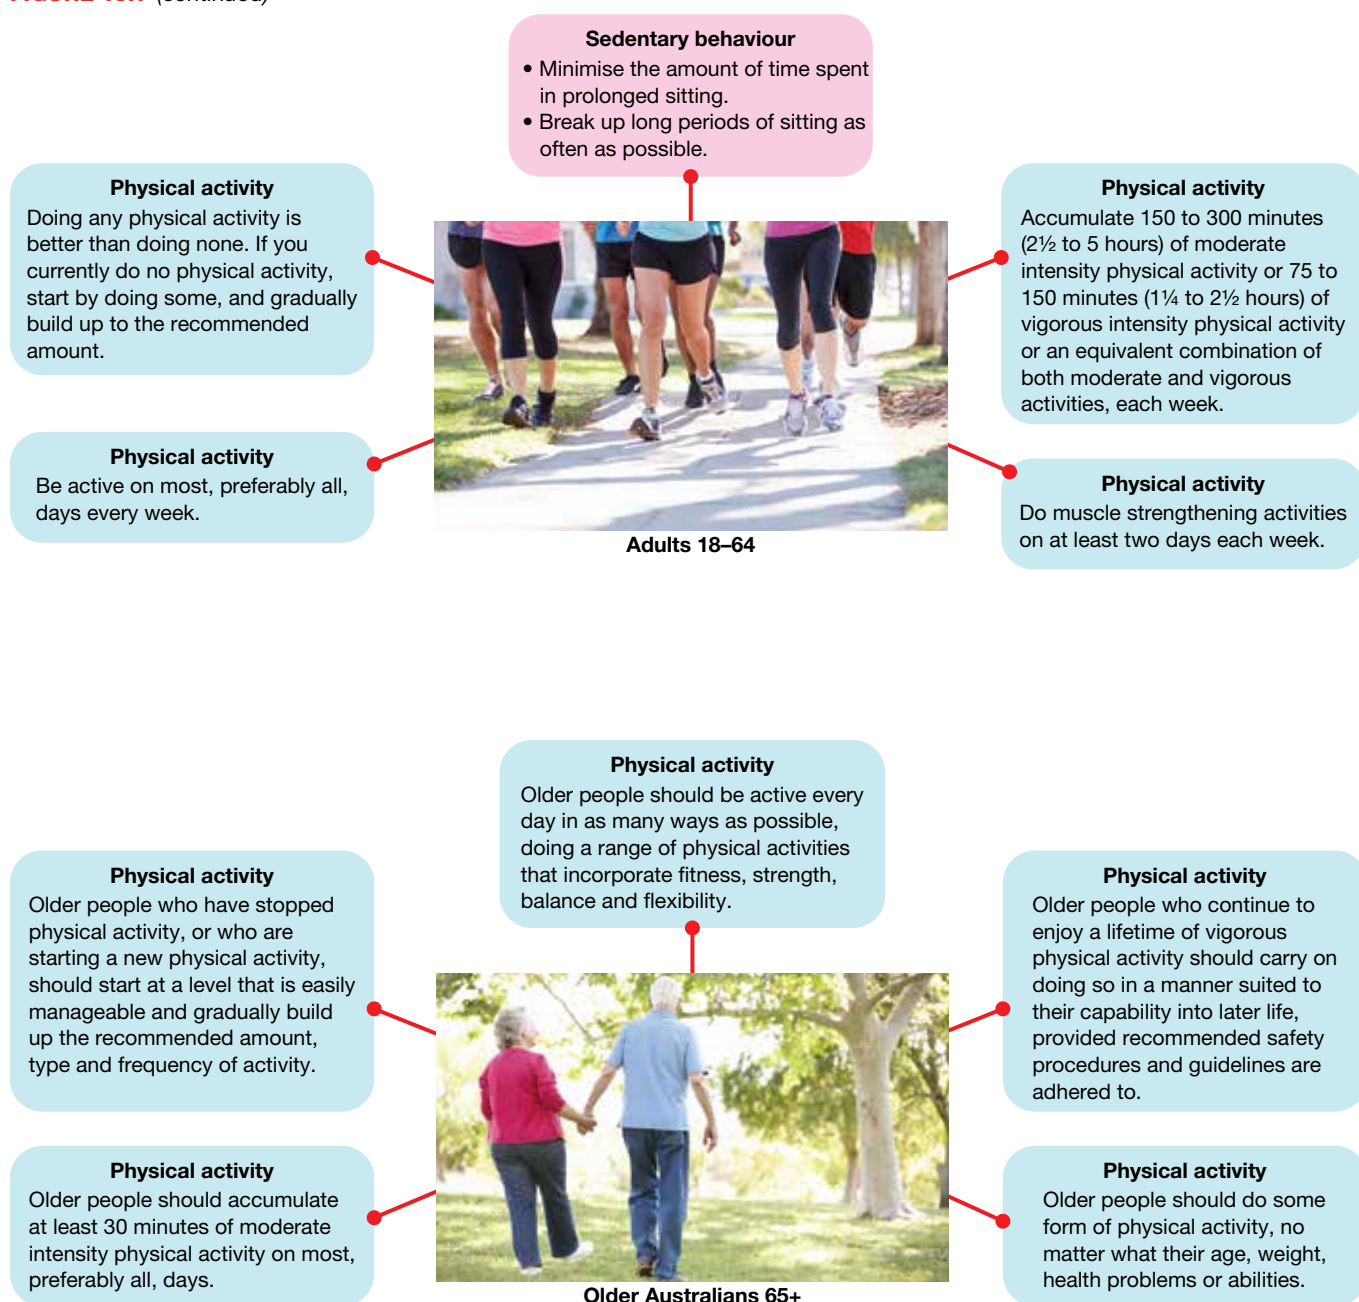 (continued)
Sedentary behaviour
• Minimise the amount of time spent
in prolonged sitting.
• Break up long periods of sitting as
often as possible.
Physical activity
Doing any physical activity is
better than doing none. If you
currently do no physical activity,
start by doing some, and gradually
build up to the recommended
amount.
Physical activity
Accumulate 150 to 300 minutes
(2½ to 5 hours) of moderate
intensity physical activity or 75 to
150 minutes (1¼ to 2½ hours) of
vigorous intensity physical activity
or an equivalent combination of
both moderate and vigorous
activities, each week.
Physical activity
Be active on most, preferably all,
days every week.
Physical activity
Do muscle strengthening activities
on at least two days each week.
Adults 18–64
Physical activity
Older people should be active every
day in as many ways as possible,
doing a range of physical activities
that incorporate fitness, strength,
balance and flexibility.
Physical activity
Older people who have stopped
physical activity, or who are
starting a new physical activity,
should start at a level that is easily
manageable and gradually build
up the recommended amount,
type and frequency of activity.
Physical activity
Older people who continue to
enjoy a lifetime of vigorous
physical activity should carry on
doing so in a manner suited to
their capability into later life,
provided recommended safety
procedures and guidelines are
adhered to.
Physical activity
Older people should accumulate
at least 30 minutes of moderate
intensity physical activity on most,
preferably all, days.
Physical activity
Older people should do some
form of physical activity, no
matter what their age, weight,
health problems or abilities.
Older Australians 65+